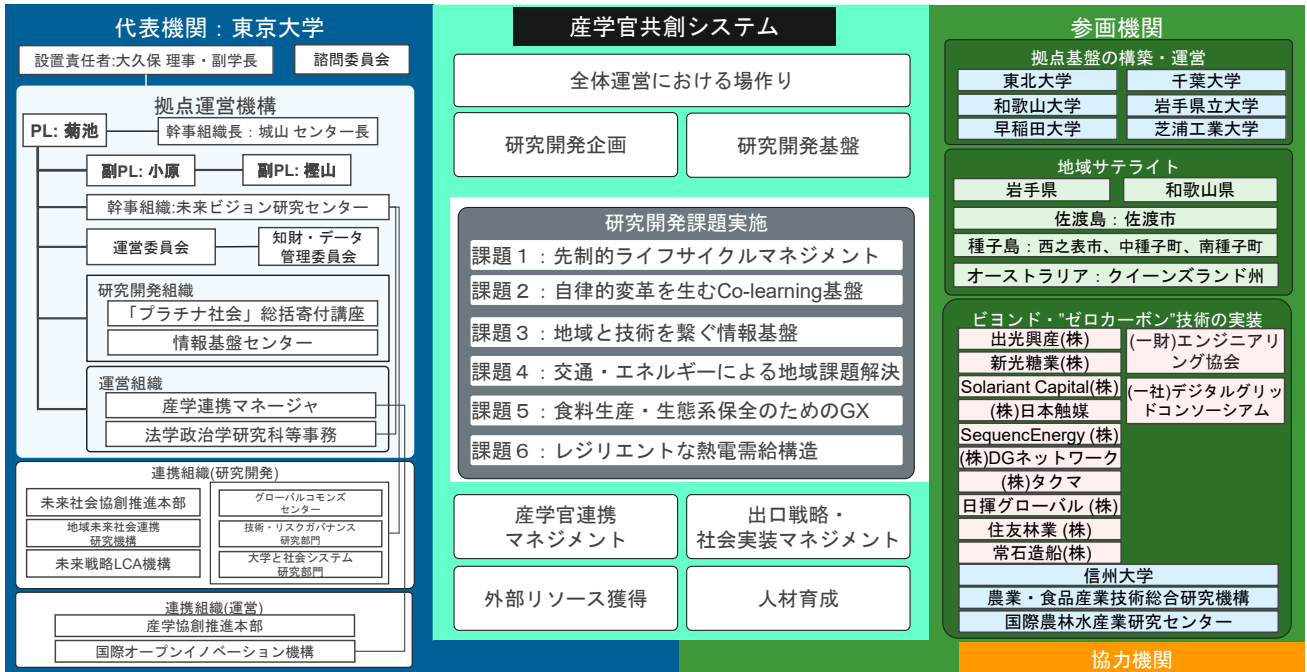 代表機関：東京大学
設置責任者:大久保 理事・副学長
諮問委員会
拠点運営機構
PL: 菊池
幹事組織長：城山 センター長
副PL: 小原
副PL: 樫山
幹事組織:未来ビジョン研究センター
運営委員会
知財・データ
管理委員会
研究開発組織
「プラチナ社会」総括寄付講座
情報基盤センター
運営組織
産学連携マネージャ
法学政治学研究科等事務
連携組織(研究開発)
未来社会協創推進本部
地域未来社会連携
研究機構
未来戦略LCA機構
グローバルコモンズ
センター
技術・リスクガバナンス
研究部門
大学と社会システム
研究部門
連携組織(運営)
産学協創推進本部
国際オープンイノベーション機構
産学官共創システム
全体運営における場作り
研究開発企画
研究開発基盤
研究開発課題実施
課題１：先制的ライフサイクルマネジメント
課題２：自律的変革を生むCo-learning基盤
課題３：地域と技術を繋ぐ情報基盤
課題４：交通・エネルギーによる地域課題解決
課題５：食料生産・生態系保全のためのGX
課題６：レジリエントな熱電需給構造
産学官連携
マネジメント
出口戦略・
社会実装マネジメント
外部リソース獲得
人材育成
参画機関
拠点基盤の構築・運営
東北大学
千葉大学
和歌山大学
岩手県立大学
早稲田大学
芝浦工業大学
地域サテライト
岩手県
和歌山県
佐渡島：佐渡市
種子島：西之表市、中種子町、南種子町
オーストラリア：クイーンズランド州
ビヨンド・”ゼロカーボン”技術の実装
出光興産(株)
新光糖業(株)
Solariant Capital(株)
(株)日本触媒
SequencEnergy (株)
(株)DGネットワーク
(株)タクマ
日揮グローバル (株)
住友林業 (株)
常石造船(株)
(一財)エンジニアリ
ング協会
(一社)デジタルグリッ
ドコンソーシアム
信州大学
農業・食品産業技術総合研究機構
国際農林水産業研究センター
協力機関